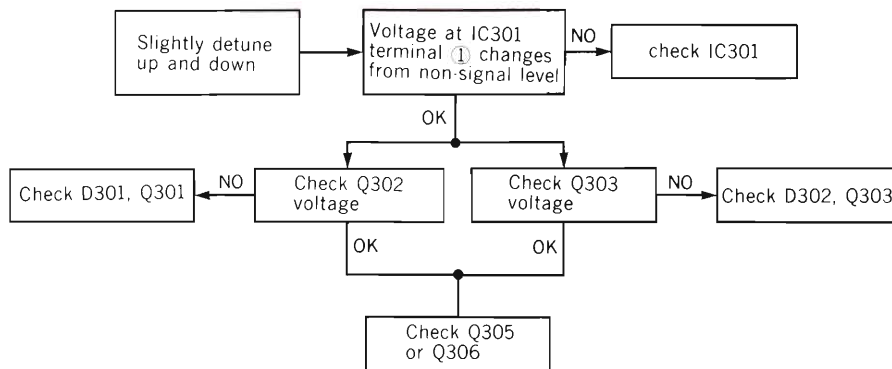 Slightly detune
up and down
Voltage at IC301
terminal ① changes
from non-signal level
NO
check IC301
OK
Check D301, Q301
NO
Check Q302
voltage
Check Q303
voltage
NO
Check D302, Q303
OK
OK
Check Q305
or Q306